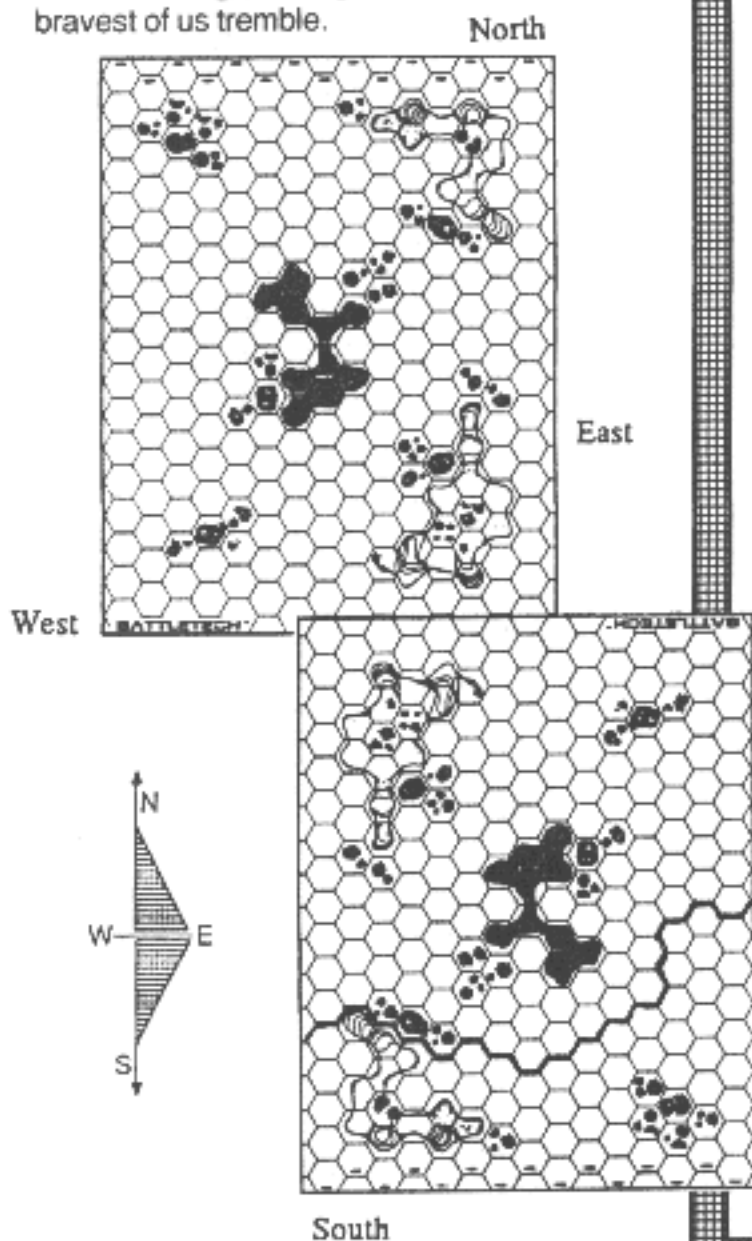 bravest of us tremble.
North
East
West
BATTLETECH
BATTLETECH
N
W
E
S
South